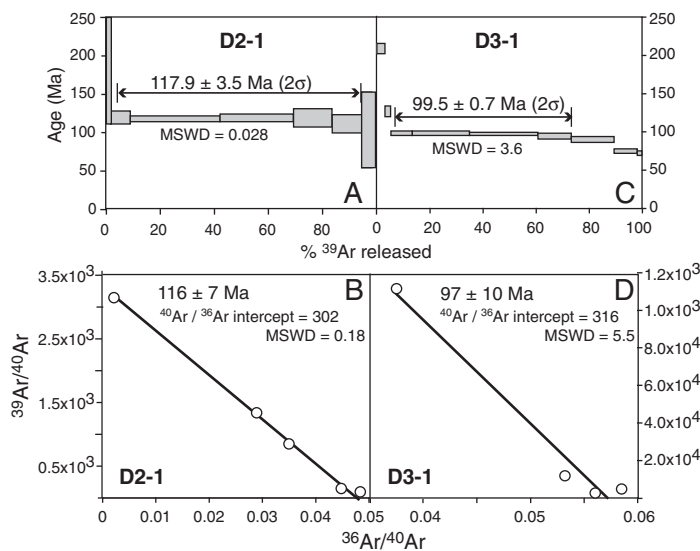 250
200
150
100
50
0
Age (Ma)
D2-1
117.9 ± 3.5 Ma (2σ)
MSWD = 0.028
A
0 20 40 60 80 0
D3-1
99.5 ± 0.7 Ma (2σ)
MSWD = 3.6
C
250
200
150
100
50
0
20 40 60 80 100
% ³⁹Ar released
3.5x10³
2.5x10³
1.5x10³
0.5x10³
³⁹Ar/⁴⁰Ar
116 ± 7 Ma
B
⁴⁰Ar / ³⁶Ar intercept = 302
MSWD = 0.18
D2-1
0 0.01 0.02 0.03 0.04 0.05
97 ± 10 Ma
D
⁴⁰Ar / ³⁶Ar intercept = 316
MSWD = 5.5
D3-1
1.2x10³
1.0x10⁴
8.0x10⁴
6.0x10⁴
4.0x10⁴
2.0x10⁴
0.04 0.05 0.06
³⁶Ar/⁴⁰Ar